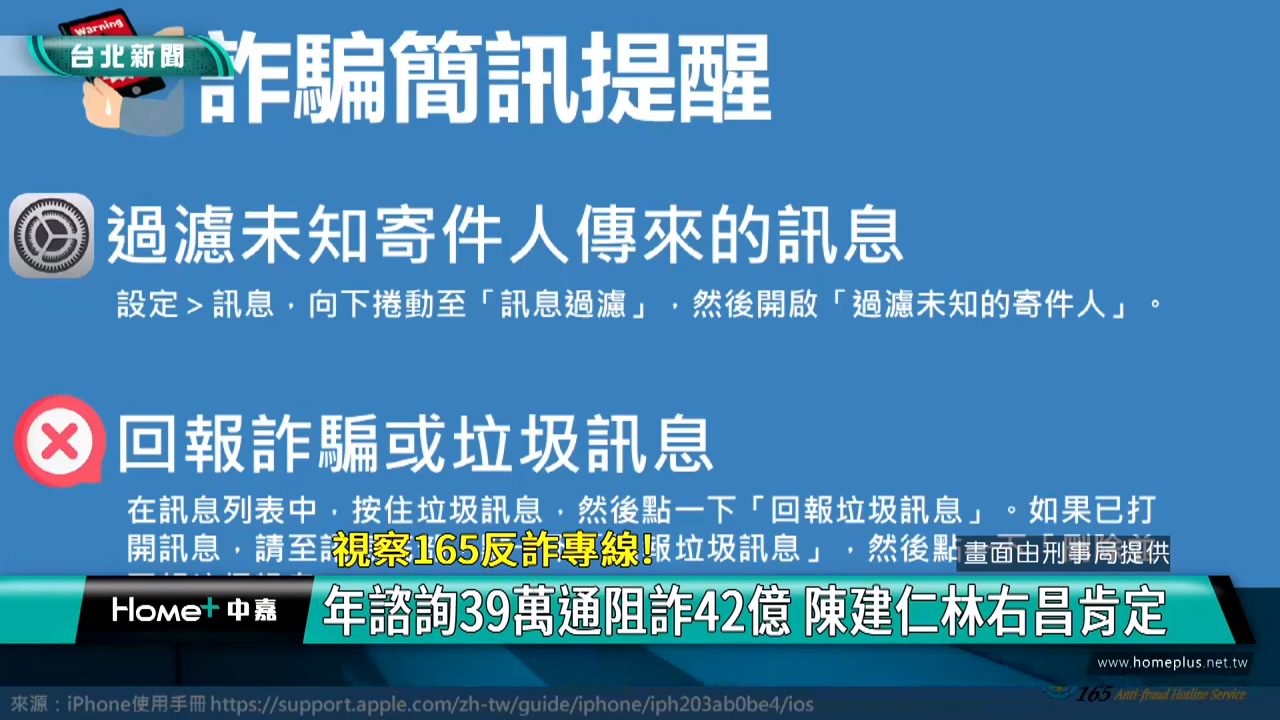 Warning
台北新聞
詐騙簡訊提醒
過濾未知寄件人傳來的訊息
設定 > 訊息，向下捲動至「訊息過濾」，然後開啟「過濾未知的寄件人」。
回報詐騙或垃圾訊息
在訊息列表中，按住垃圾訊息，然後點一下「回報垃圾訊息」。如果已打
開訊息，請至
報垃圾訊息」，然後點
視察165反詐專線!
畫面由刑事局提供
Home+中嘉
年諮詢39萬通阻詐42億 陳建仁林右昌肯定
www.homeplus.net.tw
165 Anti-fraud Hotline Service
來源：iPhone使用手冊 https://support.apple.com/zh-tw/guide/iphone/iph203ab0be4/ios